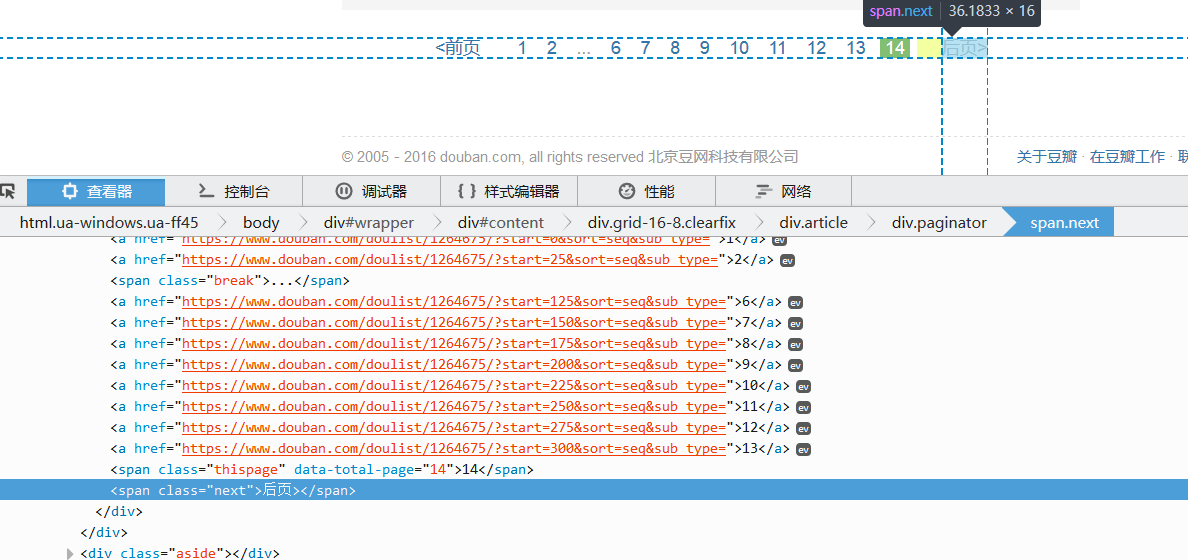 span.next | 36.1833 × 16
<前页 1 2 ... 6 7 8 9 10 11 12 13 14 后页>
© 2005 - 2016 douban.com, all rights reserved 北京豆网科技有限公司 关于豆瓣 · 在豆瓣工作 · 联
查看器 控制台 调试器 样式编辑器 性能 网络
html.ua-windows.ua-ff45 body div#wrapper div#content div.grid-16-8.clearfix div.article div.paginator span.next
<a href="https://www.douban.com/doulist/1264675/?start=0&sort=seq&sub_type=">1</a> ev
<a href="https://www.douban.com/doulist/1264675/?start=25&sort=seq&sub_type=">2</a> ev
<span class="break">...</span>
<a href="https://www.douban.com/doulist/1264675/?start=125&sort=seq&sub_type=">6</a> ev
<a href="https://www.douban.com/doulist/1264675/?start=150&sort=seq&sub_type=">7</a> ev
<a href="https://www.douban.com/doulist/1264675/?start=175&sort=seq&sub_type=">8</a> ev
<a href="https://www.douban.com/doulist/1264675/?start=200&sort=seq&sub_type=">9</a> ev
<a href="https://www.douban.com/doulist/1264675/?start=225&sort=seq&sub_type=">10</a> ev
<a href="https://www.douban.com/doulist/1264675/?start=250&sort=seq&sub_type=">11</a> ev
<a href="https://www.douban.com/doulist/1264675/?start=275&sort=seq&sub_type=">12</a> ev
<a href="https://www.douban.com/doulist/1264675/?start=300&sort=seq&sub_type=">13</a> ev
<span class="thispage" data-total-page="14">14</span>
<span class="next">后页></span>
</div>
</div>
<div class="aside"></div>